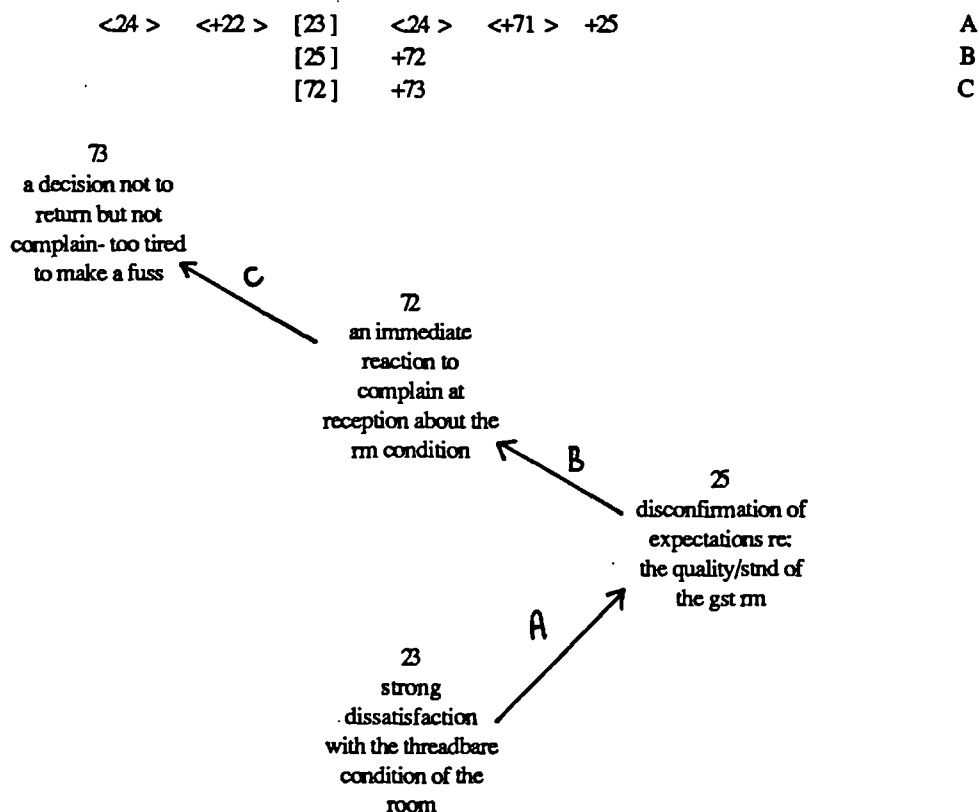 <24 > <+22 > [23 ] <24 > <+71 > +25 A
[25 ] +72 B
[72 ] +73 C
73
a decision not to
return but not
complain- too tired
to make a fuss
C
72
an immediate
reaction to
complain at
reception about the
rm condition
B
25
disconfirmation of
expectations re:
the quality/stnd of
the gst rm
A
23
strong
dissatisfaction
with the threadbare
condition of the
room